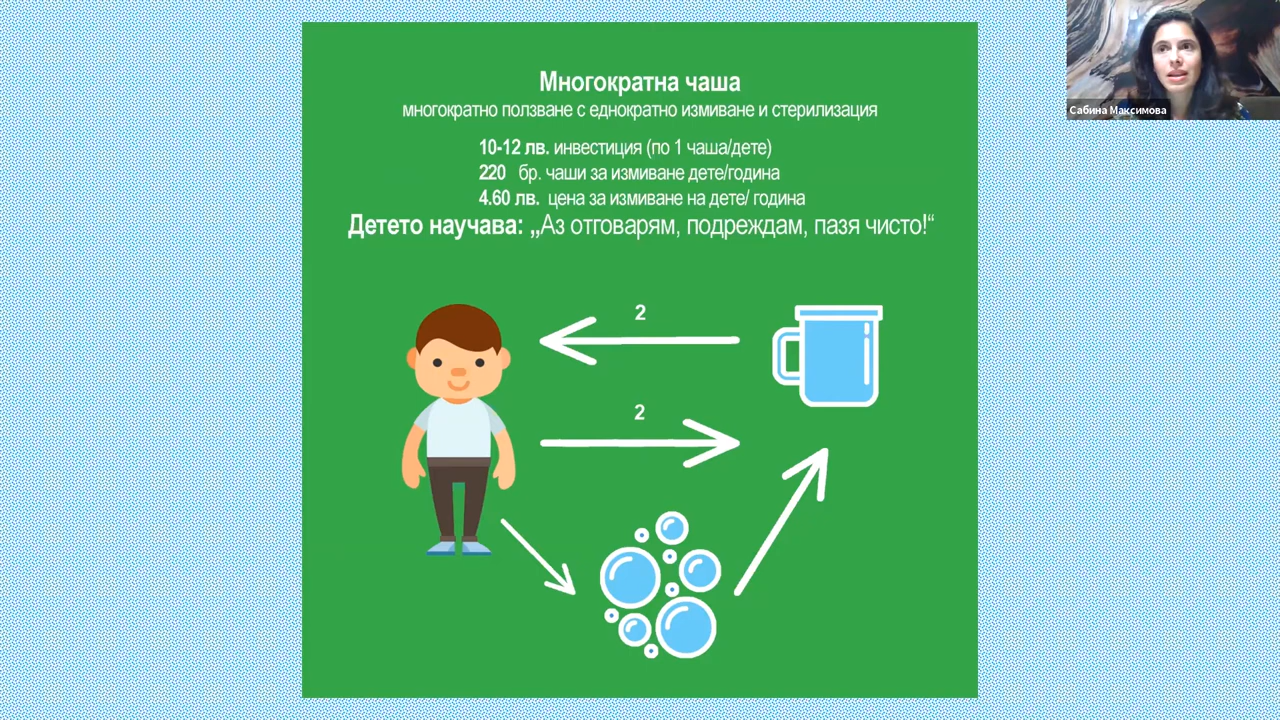 Многократна чаша
многократно ползване с еднократно измиване и стерилизация
10-12 лв. инвестиция (по 1 чаша/дете)
220 бр. чаши за измиване дете/година
4.60 лв. цена за измиване на дете/ година
Детето научава: „Аз отговарям, подреждам, пазя чисто!“
2
2
Сабина Максимова